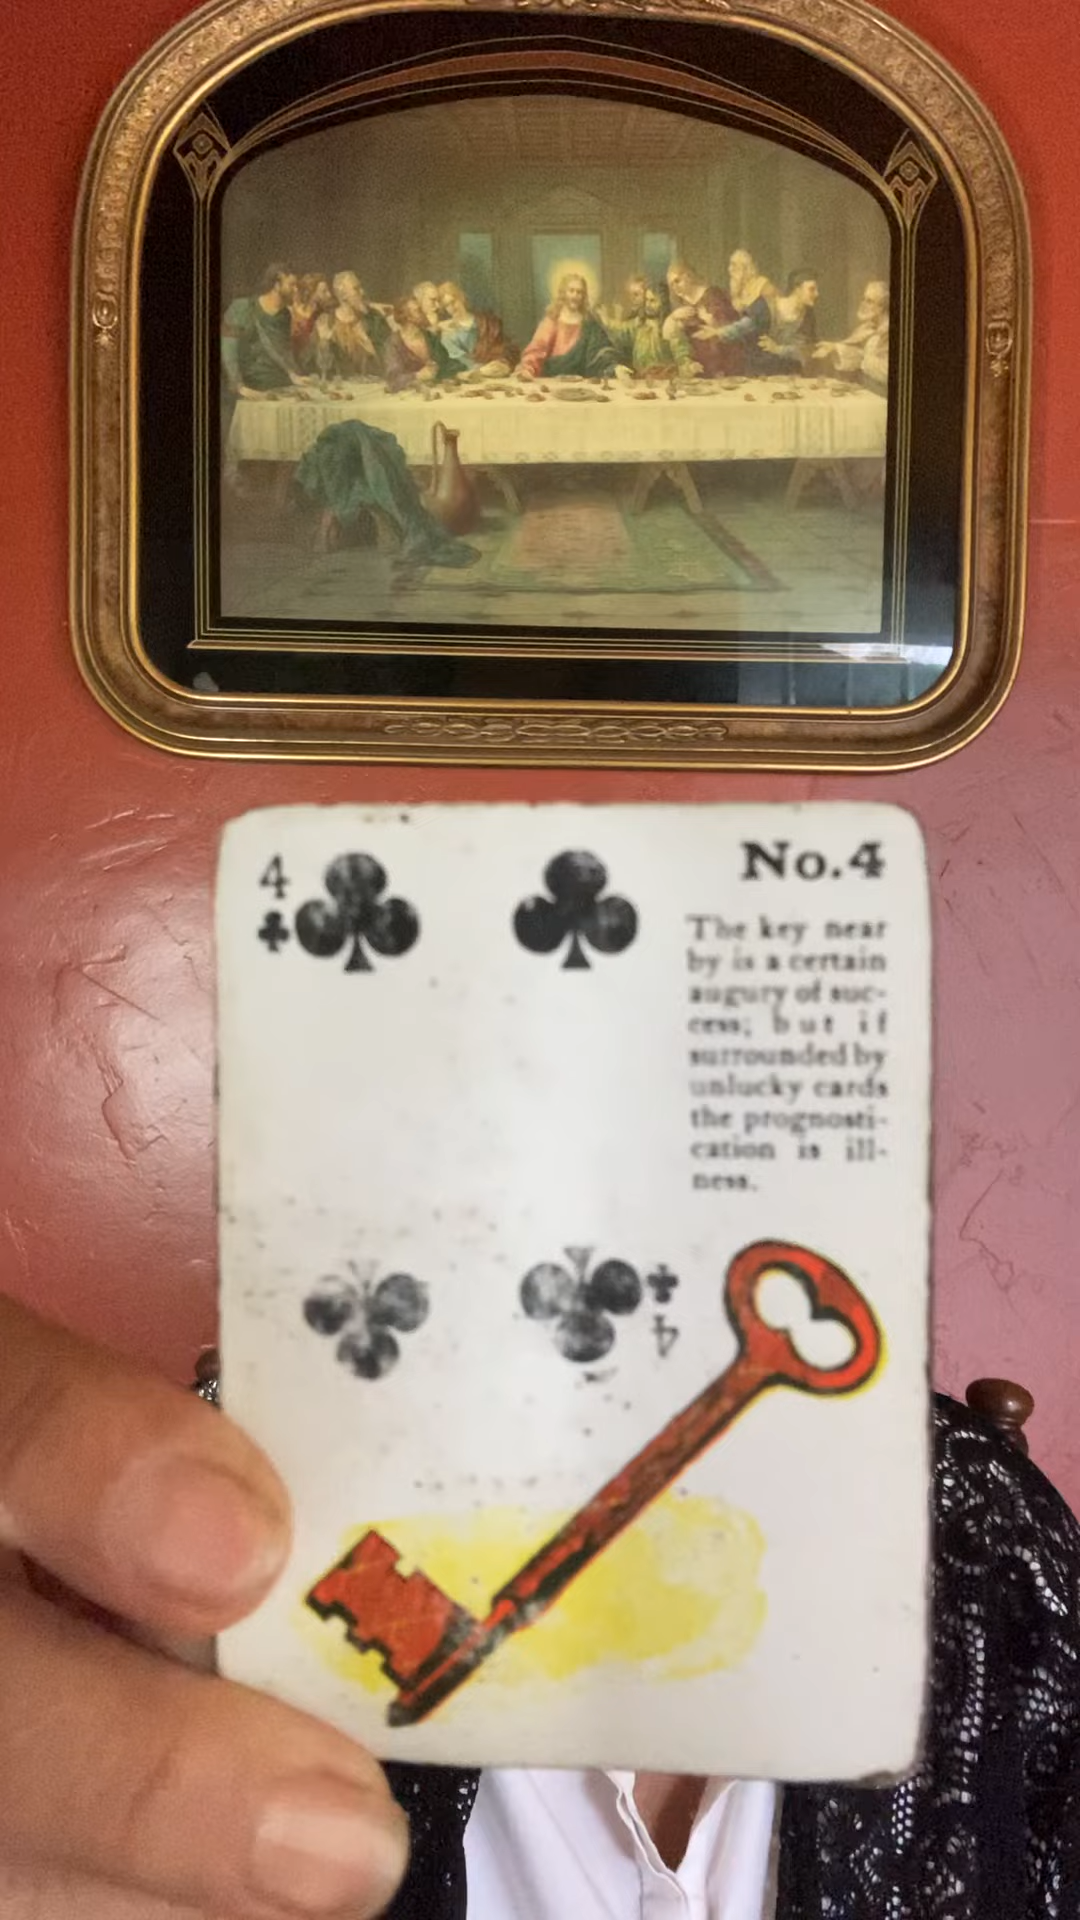 4
No.4
The key near
by is a certain
augury of suc-
cess; but if
surrounded by
unlucky cards
the prognosti-
cation is ill-
ness.
4